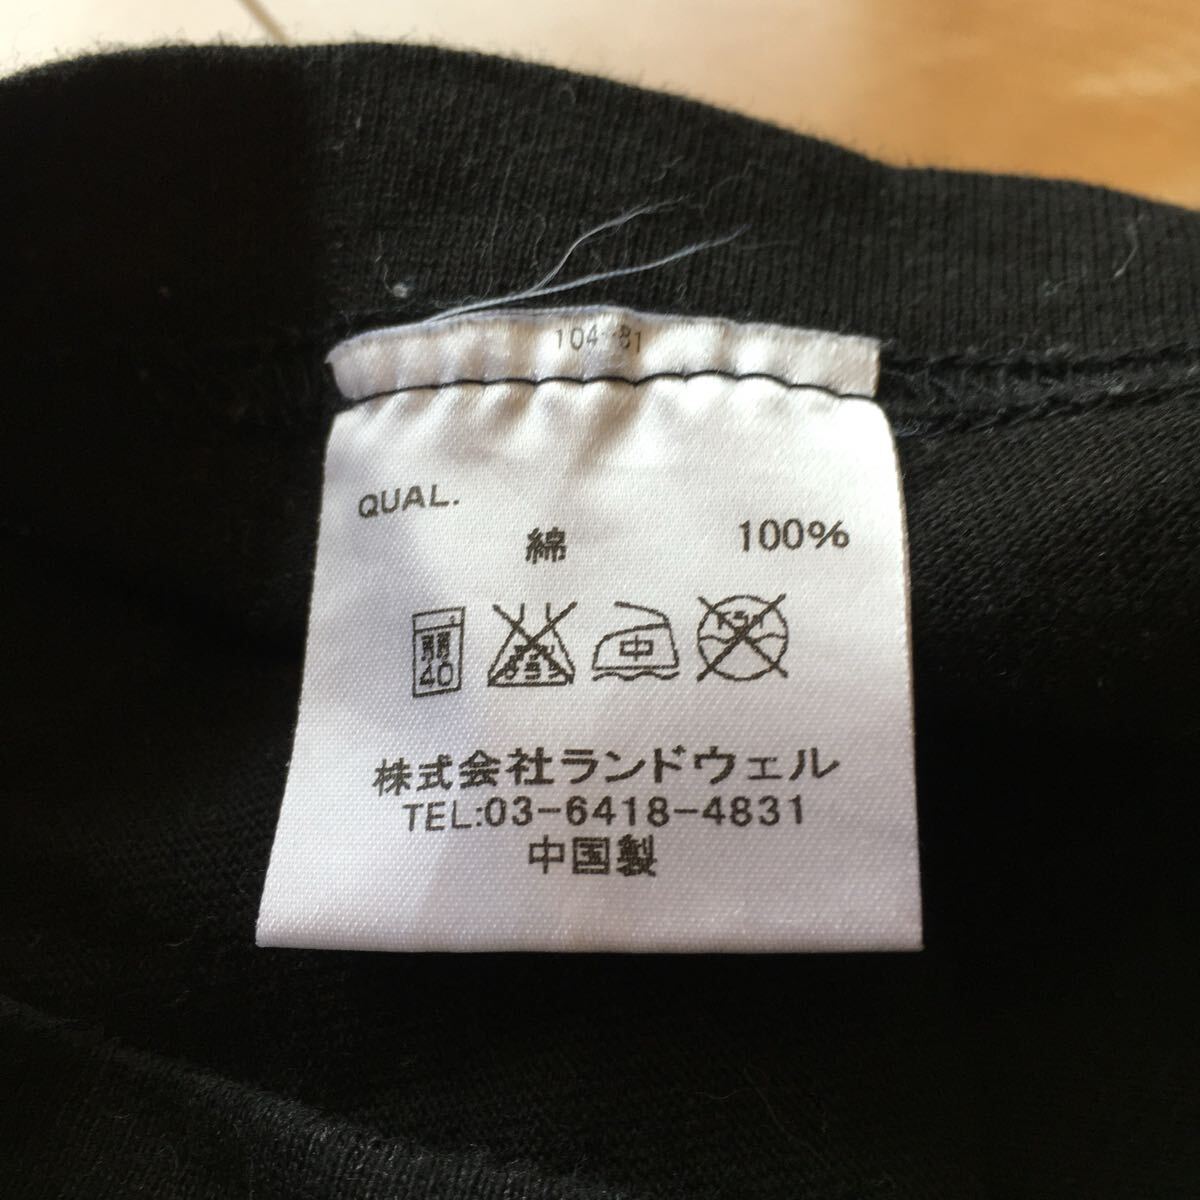 104-81
QUAL.
綿 100%
40 中
株式会社ランドウェル
TEL:03-6418-4831
中国製